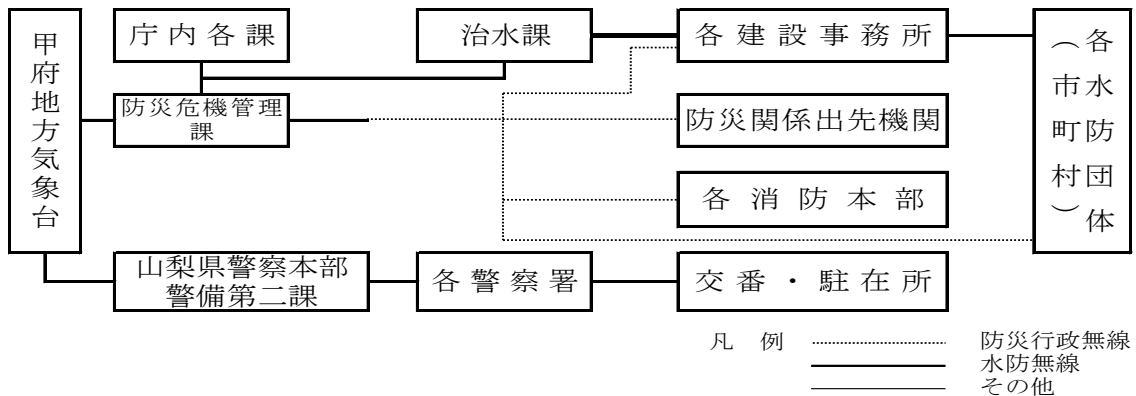 甲府地方気象台
庁内各課
治水課
各建設事務所
各水防団体
（市町村）
防災危機管理
課
防災関係出先機関
各消防本部
山梨県警察本部
警備第二課
各警察署
交番・駐在所
凡例
防災行政無線
水防無線
その他